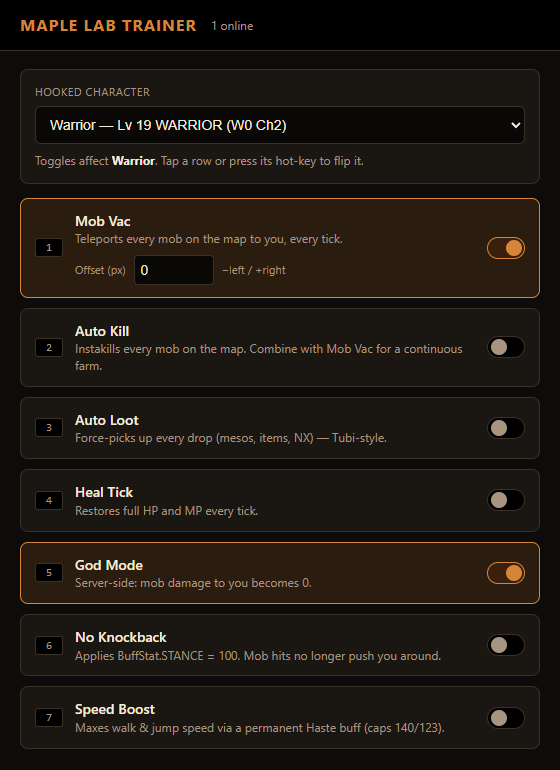 MAPLE LAB TRAINER 1 online
HOOKED CHARACTER
Warrior — Lv 19 WARRIOR (W0 Ch2)
Toggles affect Warrior. Tap a row or press its hot-key to flip it.
1
Mob Vac
Teleports every mob on the map to you, every tick.
Offset (px) 0 −left / +right
2
Auto Kill
Instakills every mob on the map. Combine with Mob Vac for a continuous
farm.
3
Auto Loot
Force-picks up every drop (mesos, items, NX) — Tubi-style.
4
Heal Tick
Restores full HP and MP every tick.
5
God Mode
Server-side: mob damage to you becomes 0.
6
No Knockback
Applies BuffStat.STANCE = 100. Mob hits no longer push you around.
7
Speed Boost
Maxes walk & jump speed via a permanent Haste buff (caps 140/123).